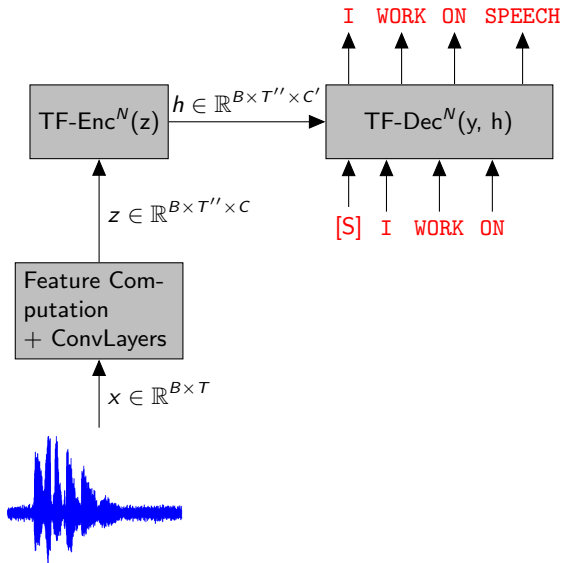 I WORK ON SPEECH
TF-Enc^N(z)
h ∈ ℝ^{B×T''×C'}
TF-Dec^N(y, h)
[S] I WORK ON
z ∈ ℝ^{B×T''×C}
Feature Com-
putation
+ ConvLayers
x ∈ ℝ^{B×T}